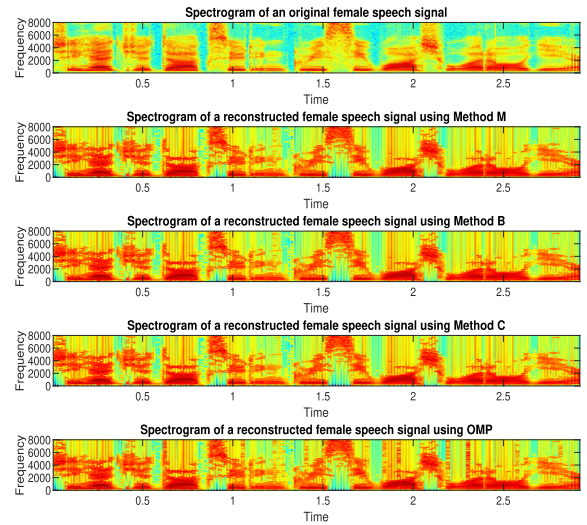 Spectrogram of an original female speech signal
Frequency
8000
6000
4000
2000
0
0.5 1 1.5 2 2.5
Time
Spectrogram of a reconstructed female speech signal using Method M
Frequency
8000
6000
4000
2000
0
0.5 1 1.5 2 2.5
Time
Spectrogram of a reconstructed female speech signal using Method B
Frequency
8000
6000
4000
2000
0
0.5 1 1.5 2 2.5
Time
Spectrogram of a reconstructed female speech signal using Method C
Frequency
8000
6000
4000
2000
0
0.5 1 1.5 2 2.5
Time
Spectrogram of a reconstructed female speech signal using OMP
Frequency
8000
6000
4000
2000
0
0.5 1 1.5 2 2.5
Time